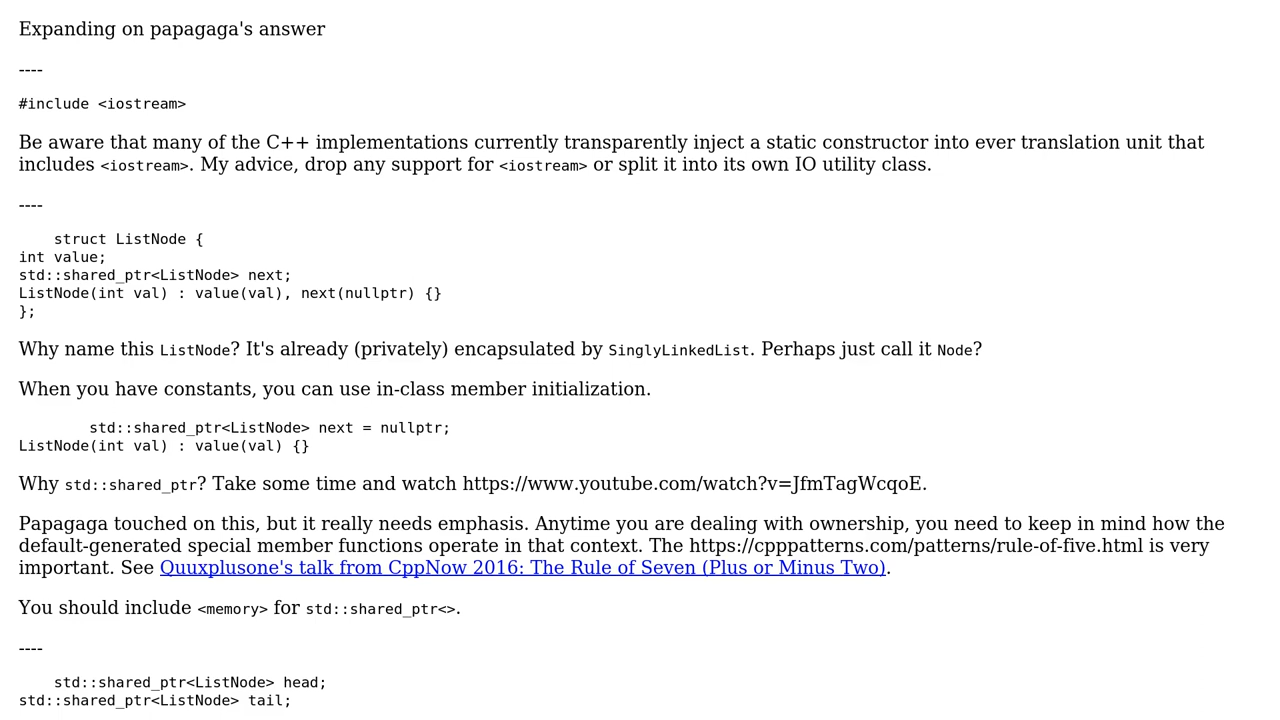 Expanding on papagaga's answer
----
#include <iostream>
Be aware that many of the C++ implementations currently transparently inject a static constructor into ever translation unit that
includes <iostream>. My advice, drop any support for <iostream> or split it into its own IO utility class.
----
    struct ListNode {
int value;
std::shared_ptr<ListNode> next;
ListNode(int val) : value(val), next(nullptr) {}
};
Why name this ListNode? It's already (privately) encapsulated by SinglyLinkedList. Perhaps just call it Node?
When you have constants, you can use in-class member initialization.
        std::shared_ptr<ListNode> next = nullptr;
ListNode(int val) : value(val) {}
Why std::shared_ptr? Take some time and watch https://www.youtube.com/watch?v=JfmTagWcqoE.
Papagaga touched on this, but it really needs emphasis. Anytime you are dealing with ownership, you need to keep in mind how the
default-generated special member functions operate in that context. The https://cpppatterns.com/patterns/rule-of-five.html is very
important. See Quuxplusone's talk from CppNow 2016: The Rule of Seven (Plus or Minus Two).
You should include <memory> for std::shared_ptr<>.
----
    std::shared_ptr<ListNode> head;
std::shared_ptr<ListNode> tail;